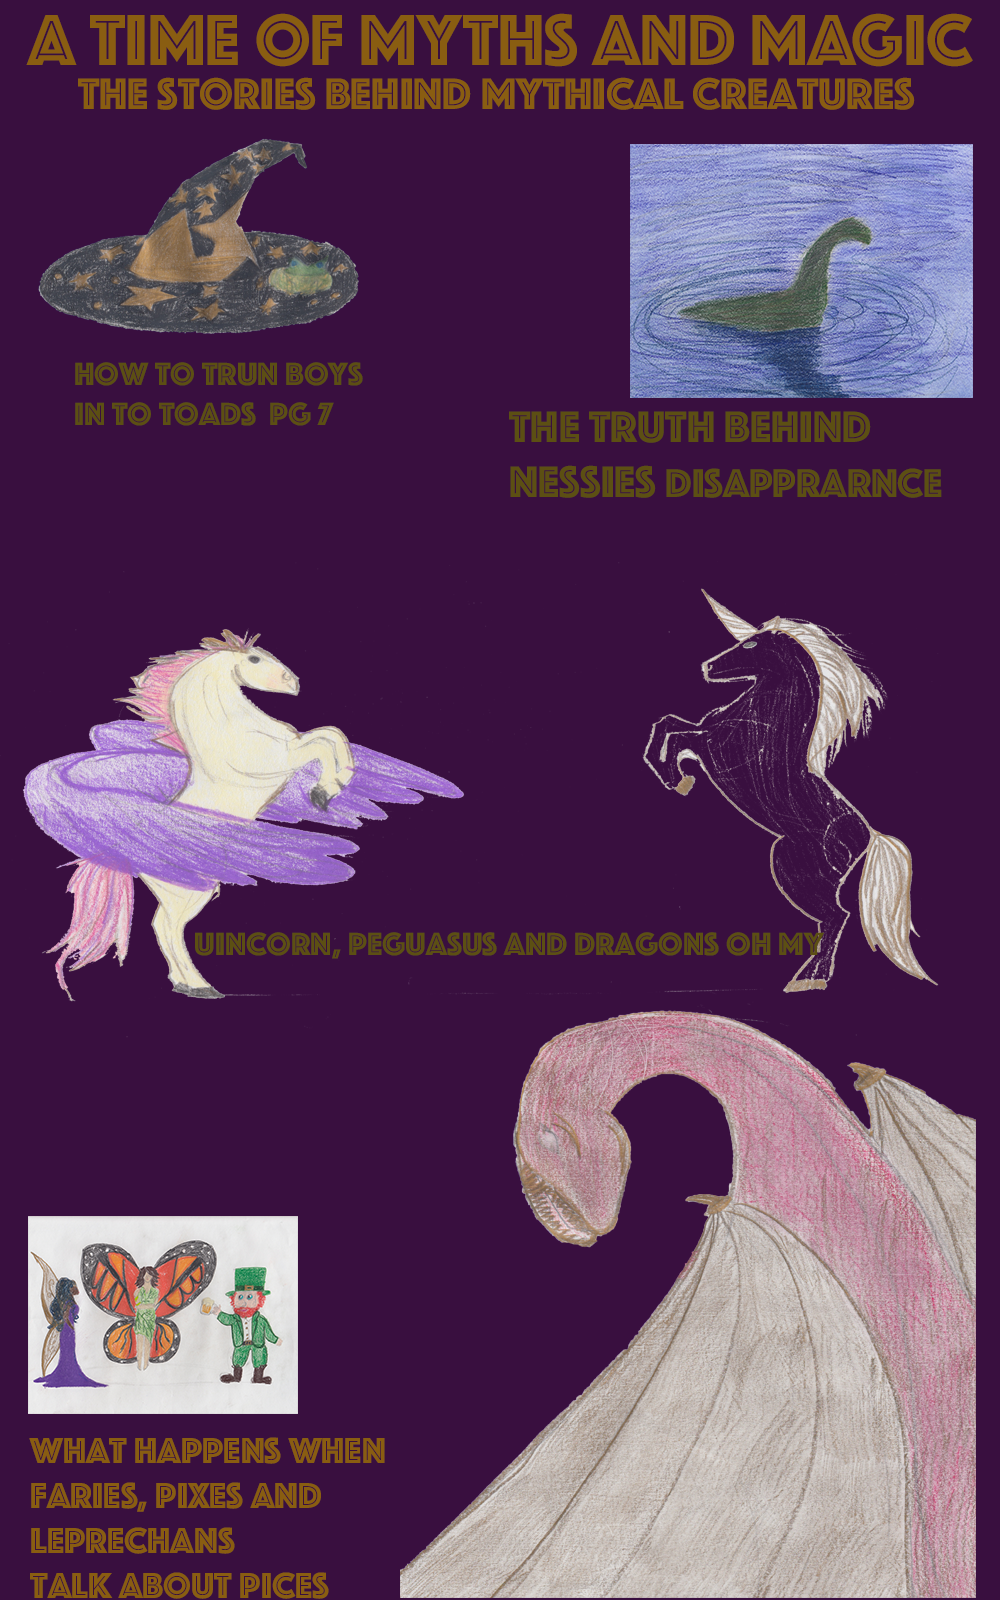 A TIME OF MYTHS AND MAGIC
THE STORIES BEHIND MYTHICAL CREATURES
HOW TO TRUN BOYS
IN TO TOADS PG 7
THE TRUTH BEHIND
NESSIES DISAPPRARNCE
UINCORN, PEGUASUS AND DRAGONS OH MY
WHAT HAPPENS WHEN
FARIES, PIXES AND
LEPRECHANS
TALK ABOUT PICES